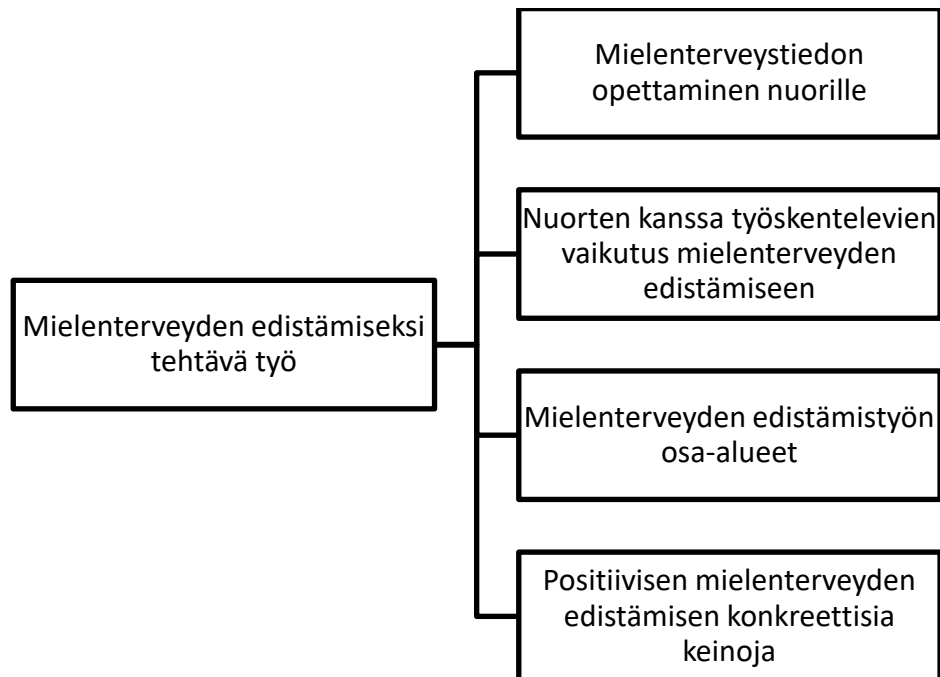 Mielenterveystiedon
opettaminen nuorille
Nuorten kanssa työskentelevien
vaikutus mielenterveyden
edistämiseen
Mielenterveyden edistämiseksi
tehtävä työ
Mielenterveyden edistämistyön
osa-alueet
Positiivisen mielenterveyden
edistämisen konkreettisia
keinoja